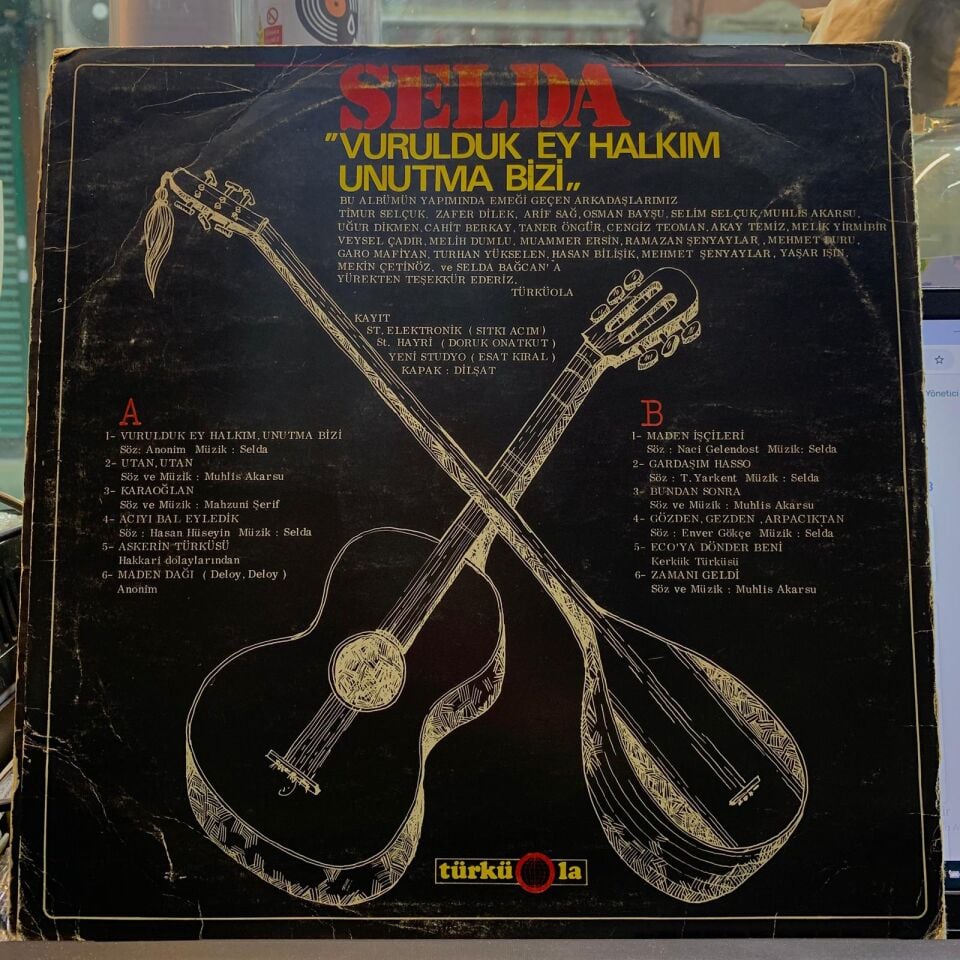 SELDA
"VURULDUK EY HALKIM
UNUTMA BİZİ„
BU ALBÜMÜN YAPIMINDA EMEĞİ GEÇEN ARKADAŞLARIMIZ
TİMUR SELÇUK, ZAFER DİLEK, ARİF SAĞ, OSMAN BAYŞU, SELİM SELÇUK, MUHLİS AKARSU,
UĞUR DİKMEN, CAHİT BERKAY, TANER ÖNGÜR, CENGİZ TEOMAN, AKAY TEMİZ, MELİK YİRMİBİR
VEYSEL ÇADIR, MELİH DUMLU, MUAMMER ERSİN, RAMAZAN ŞENYAYLAR, MEHMET DURU,
GARO MAFİYAN, TURHAN YÜKSELEN, HASAN BİLİŞİK, MEHMET ŞENYAYLAR, YAŞAR IŞIN,
MEKİN ÇETİNÖZ, ve SELDA BAĞCAN'A
YÜREKTEN TEŞEKKÜR EDERİZ.
TÜRKÜOLA
KAYIT
ST. ELEKTRONİK ( SITKI ACIM )
St. HAYRİ ( DORUK ONATKUT )
YENİ STUDYO ( ESAT KIRAL )
KAPAK : DİLŞAT
A
1- VURULDUK EY HALKIM, UNUTMA BİZİ
Söz: Anonim Müzik : Selda
2- UTAN, UTAN
Söz ve Müzik : Muhlis Akarsu
3- KARAOĞLAN
Söz ve Müzik : Mahzuni Şerif
4- ACIYI BAL EYLEDİK
Söz : Hasan Hüseyin Müzik : Selda
5- ASKERİN TÜRKÜSÜ
Hakkari dolaylarından
6- MADEN DAĞI ( Deloy, Deloy )
Anonim
B
1- MADEN İŞÇİLERİ
Söz : Naci Gelendost Müzik: Selda
2- GARDAŞIM HASSO
Söz : T. Yarkent Müzik : Selda
3- BUNDAN SONRA
Söz ve Müzik : Muhlis Akarsu
4- GÖZDEN, GEZDEN , ARPACIKTAN
Söz : Enver Gökçe Müzik : Selda
5- ECO'YA DÖNDER BENİ
Kerkük Türküsü
6- ZAMANI GELDİ
Söz ve Müzik : Muhlis Akarsu
türküola
Yönetici